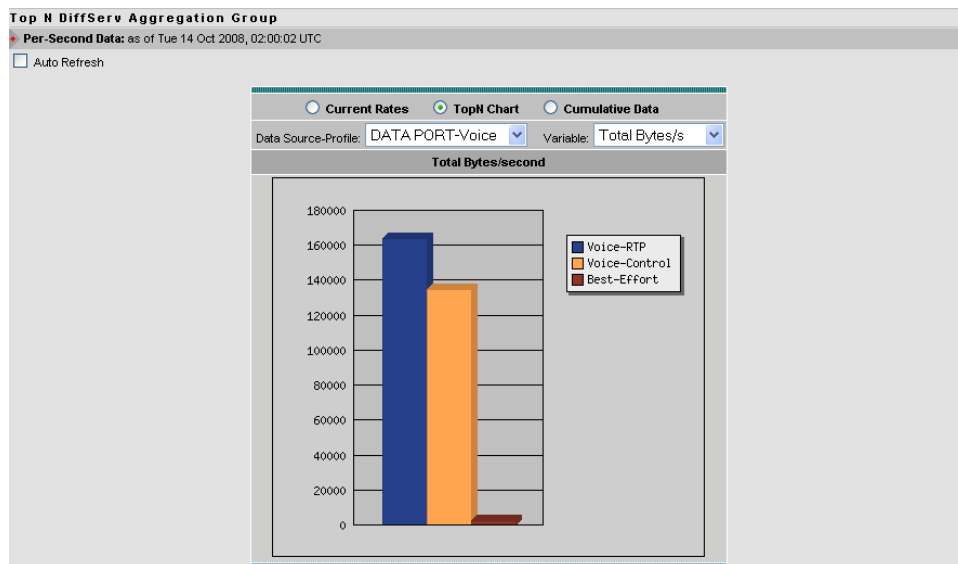 Top N DiffServ Aggregation Group
Per-Second Data: as of Tue 14 Oct 2008, 02:00:02 UTC
Auto Refresh
Current Rates TopN Chart Cumulative Data
Data Source-Profile: DATA PORT-Voice Variable: Total Bytes/s
Total Bytes/second
180000
160000
140000
120000
100000
80000
60000
40000
20000
0
Voice-RTP
Voice-Control
Best-Effort